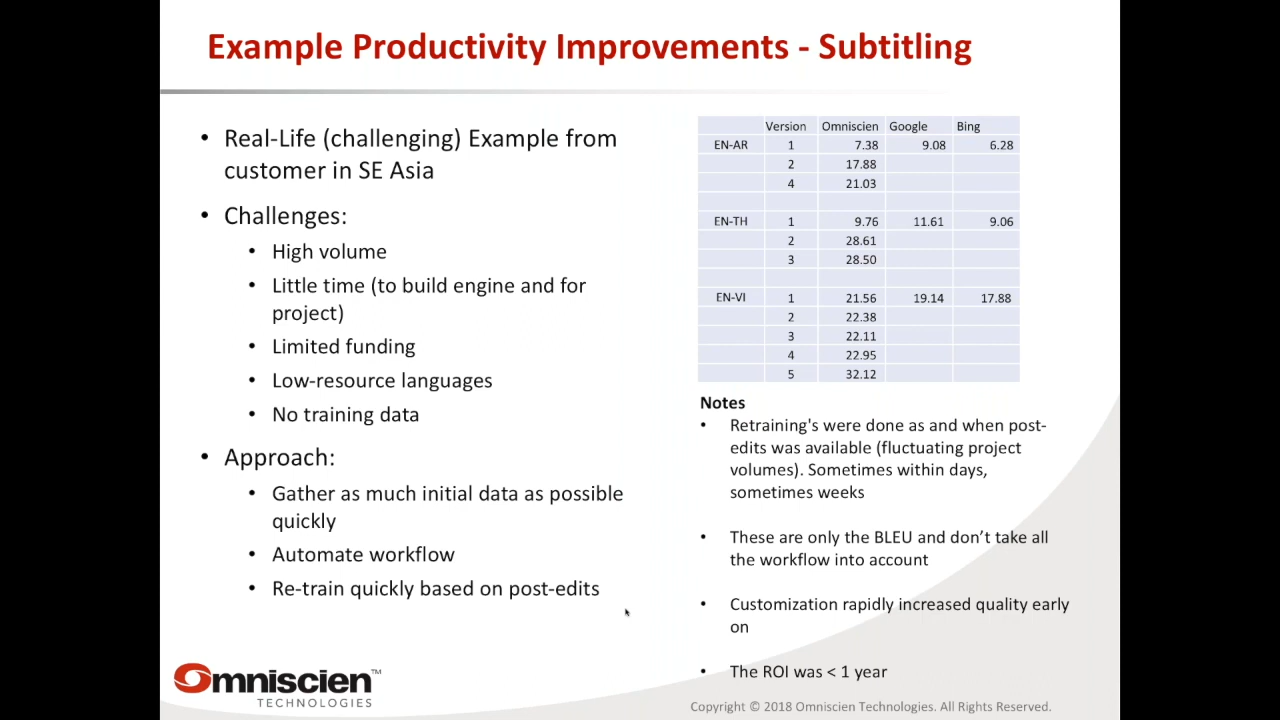 Example Productivity Improvements - Subtitling
• Real-Life (challenging) Example from
customer in SE Asia
• Challenges:
• High volume
• Little time (to build engine and for
project)
• Limited funding
• Low-resource languages
• No training data
• Approach:
• Gather as much initial data as possible
quickly
• Automate workflow
• Re-train quickly based on post-edits
Version Omniscien Google Bing
EN-AR 1 7.38 9.08 6.28
2 17.88
4 21.03
EN-TH 1 9.76 11.61 9.06
2 28.61
3 28.50
EN-VI 1 21.56 19.14 17.88
2 22.38
3 22.11
4 22.95
5 32.12
Notes
• Retraining's were done as and when post-
edits was available (fluctuating project
volumes). Sometimes within days,
sometimes weeks
• These are only the BLEU and don’t take all
the workflow into account
• Customization rapidly increased quality early
on
• The ROI was < 1 year
Omniscien™
TECHNOLOGIES
Copyright © 2018 Omniscien Technologies. All Rights Reserved.